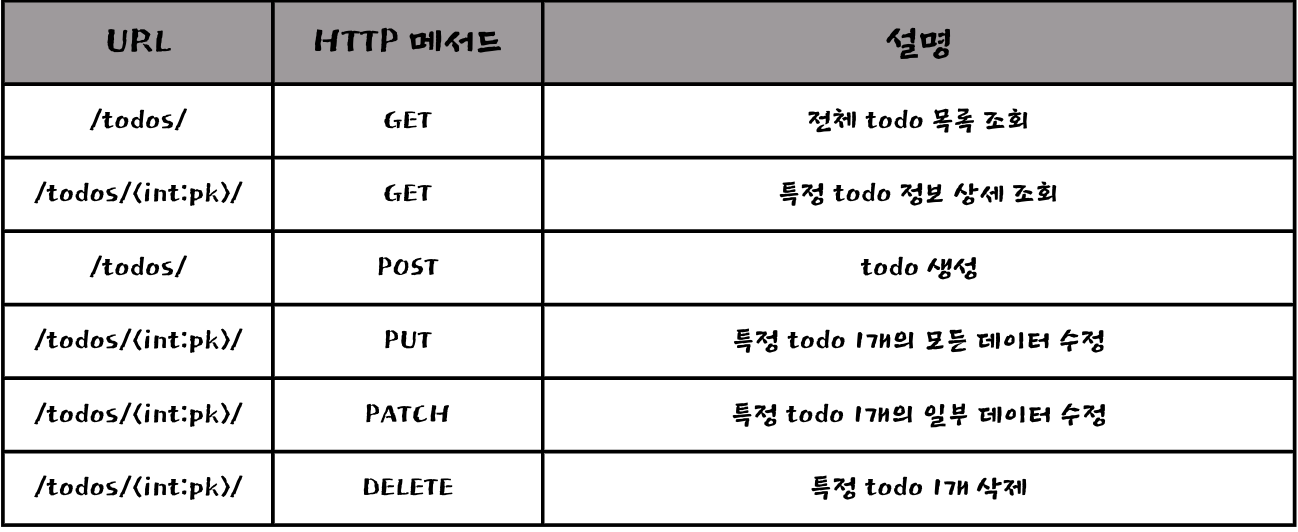 URL HTTP 메서드 설명
/todos/ GET 전체 todo 목록 조회
/todos/<int:pk>/ GET 특정 todo 정보 상세 조회
/todos/ POST todo 생성
/todos/<int:pk>/ PUT 특정 todo 1개의 모든 데이터 수정
/todos/<int:pk>/ PATCH 특정 todo 1개의 일부 데이터 수정
/todos/<int:pk>/ DELETE 특정 todo 1개 삭제